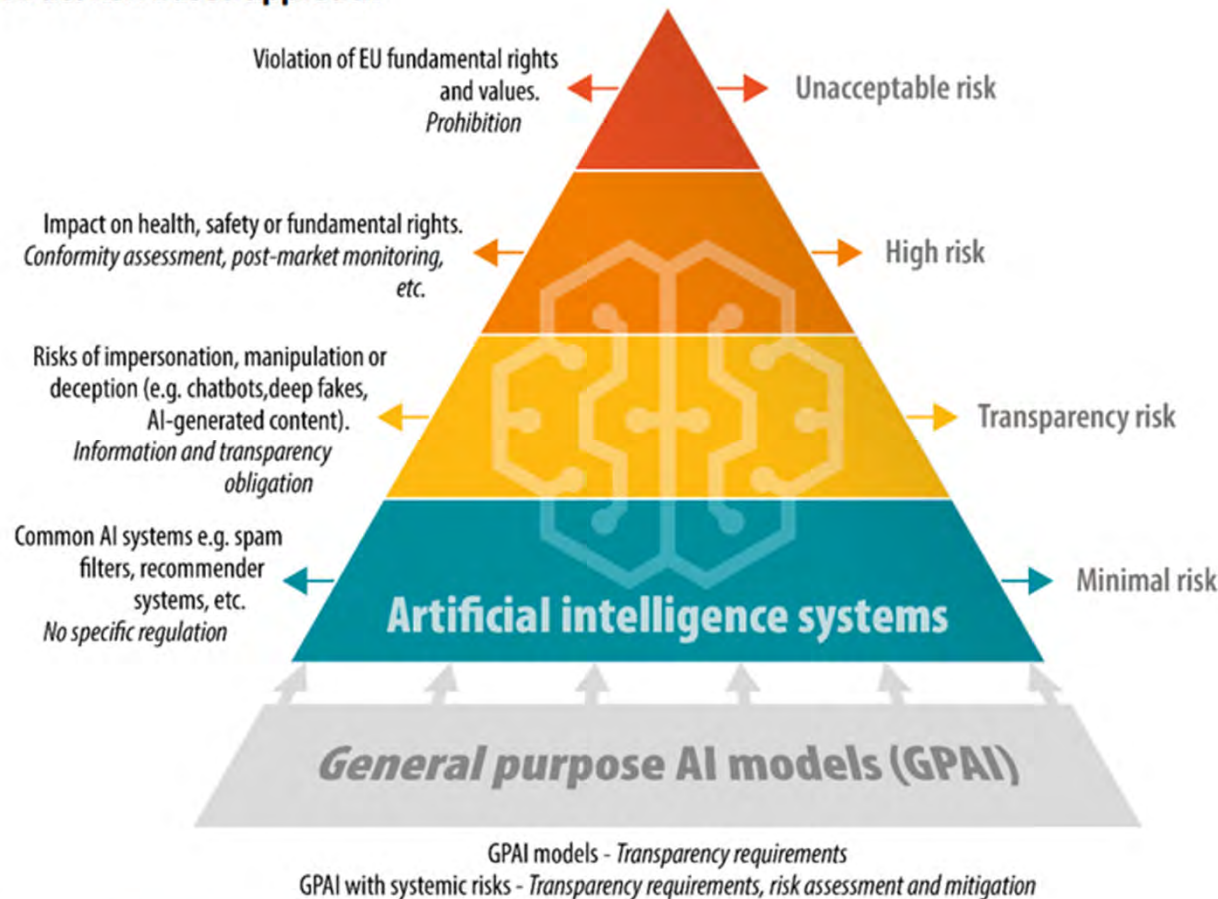 Violation of EU fundamental rights
and values.
Prohibition
Unacceptable risk
Impact on health, safety or fundamental rights.
Conformity assessment, post-market monitoring,
etc.
High risk
Risks of impersonation, manipulation or
deception (e.g. chatbots,deep fakes,
AI-generated content).
Information and transparency
obligation
Transparency risk
Common AI systems e.g. spam
filters, recommender
systems, etc.
No specific regulation
Minimal risk
Artificial intelligence systems
General purpose AI models (GPAI)
GPAI models - Transparency requirements
GPAI with systemic risks - Transparency requirements, risk assessment and mitigation